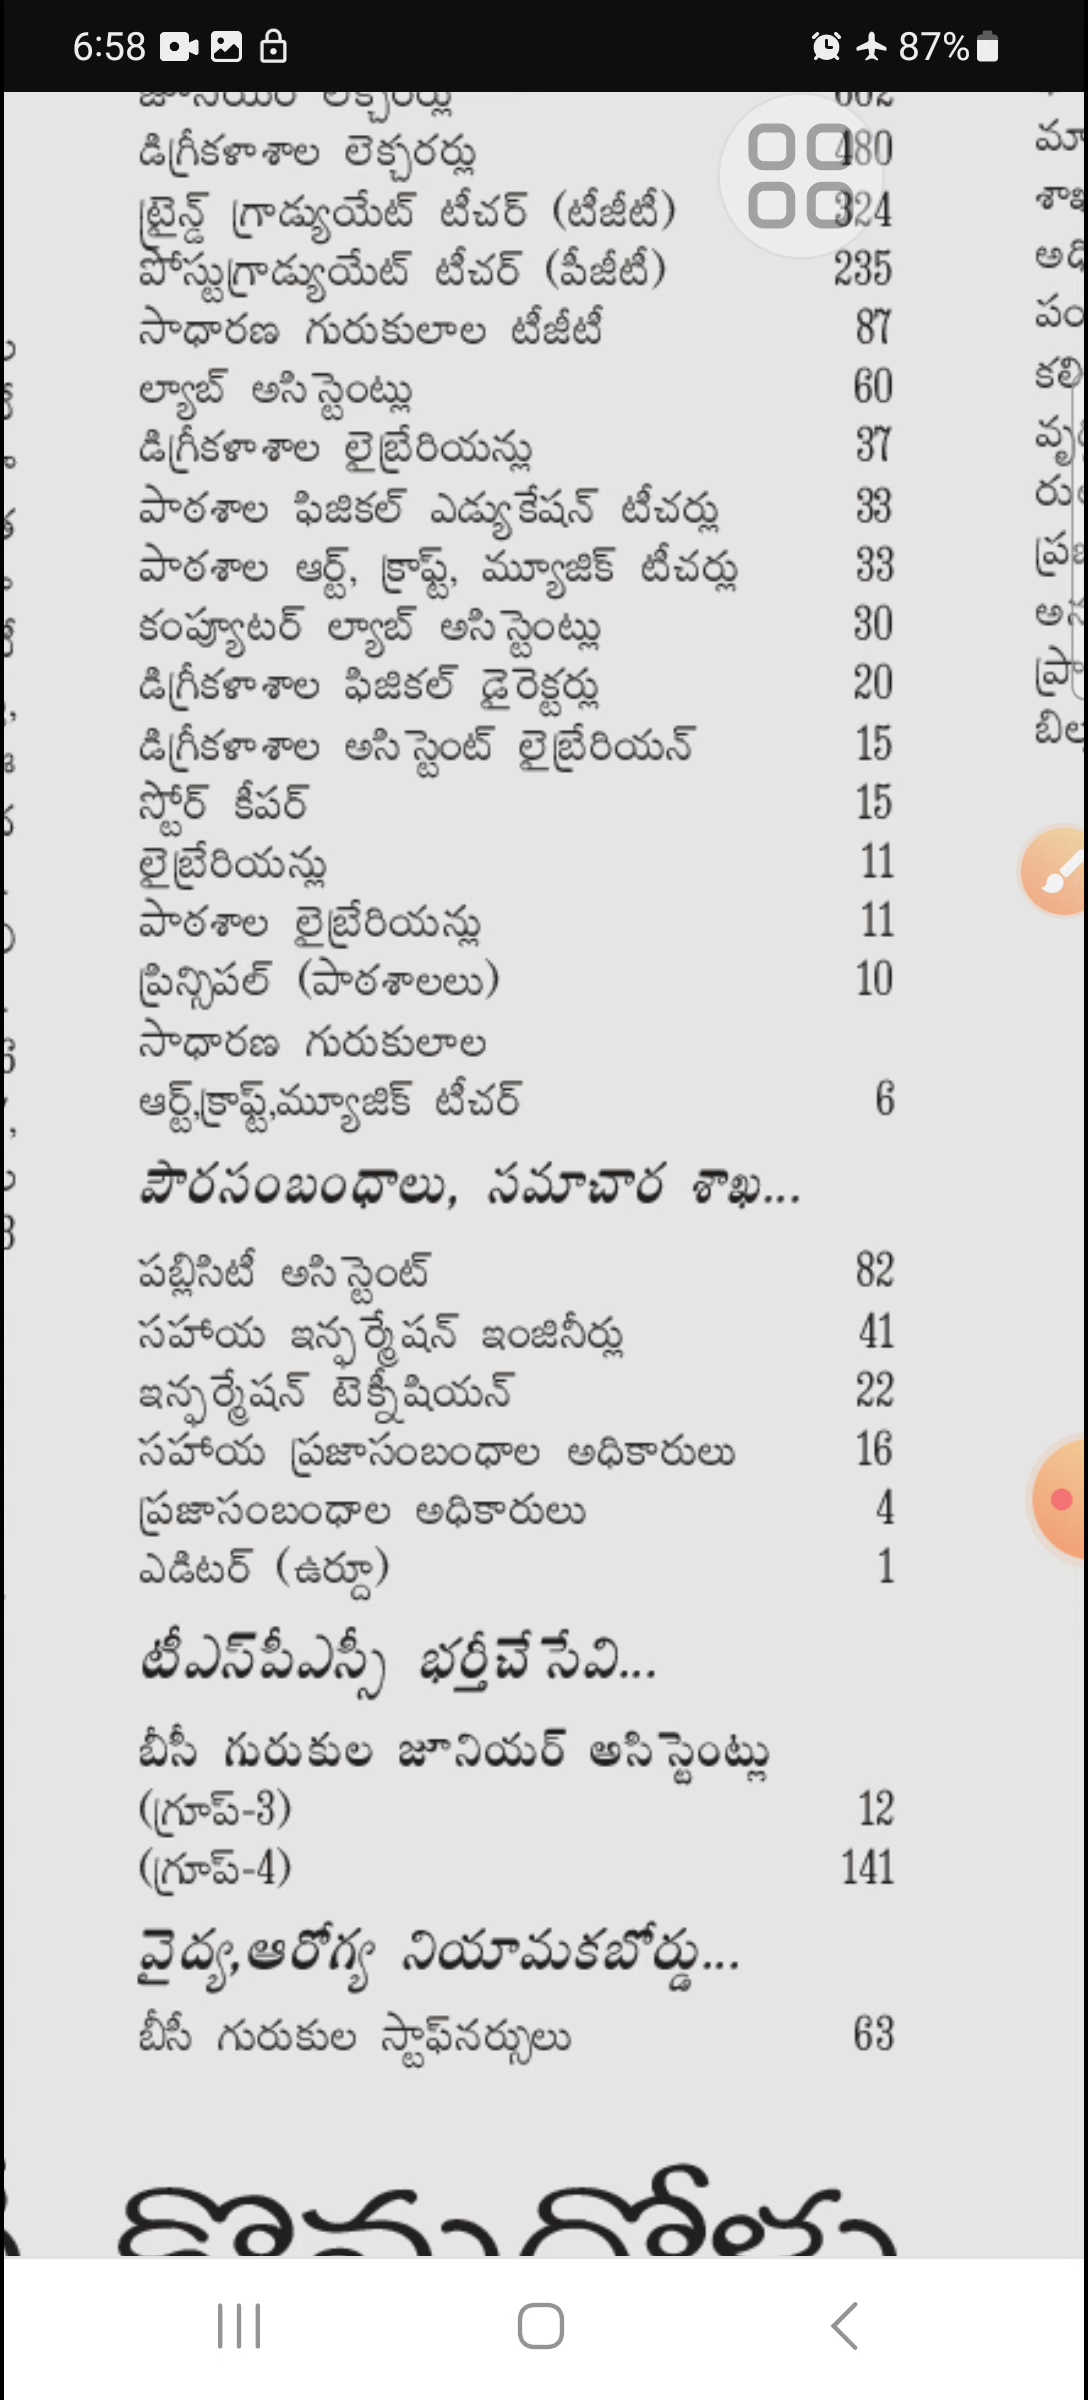 6:58 87%
జూనియర్ లెక్చరర్లు
డిగ్రీకళాశాల లెక్చరర్లు 480
ట్రైన్డ్ గ్రాడ్యుయేట్ టీచర్ (టీజీటీ) 324
పోస్టుగ్రాడ్యుయేట్ టీచర్ (పీజీటీ) 235
సాధారణ గురుకులాల టీజీటీ 87
ల్యాబ్ అసిస్టెంట్లు 60
డిగ్రీకళాశాల లైబ్రేరియన్లు 37
పాఠశాల ఫిజికల్ ఎడ్యుకేషన్ టీచర్లు 33
పాఠశాల ఆర్ట్, క్రాఫ్ట్, మ్యూజిక్ టీచర్లు 33
కంప్యూటర్ ల్యాబ్ అసిస్టెంట్లు 30
డిగ్రీకళాశాల ఫిజికల్ డైరెక్టర్లు 20
డిగ్రీకళాశాల అసిస్టెంట్ లైబ్రేరియన్ 15
స్టోర్ కీపర్ 15
లైబ్రేరియన్లు 11
పాఠశాల లైబ్రేరియన్లు 11
ప్రిన్సిపల్ (పాఠశాలలు) 10
సాధారణ గురుకులాల
ఆర్ట్,క్రాఫ్ట్,మ్యూజిక్ టీచర్ 6
పౌరసంబంధాలు, సమాచార శాఖ...
పబ్లిసిటీ అసిస్టెంట్ 82
సహాయ ఇన్ఫర్మేషన్ ఇంజినీర్లు 41
ఇన్ఫర్మేషన్ టెక్నీషియన్ 22
సహాయ ప్రజాసంబంధాల అధికారులు 16
ప్రజాసంబంధాల అధికారులు 4
ఎడిటర్ (ఉర్దూ) 1
టీఎస్‌పీఎస్సీ భర్తీచేసేవి...
బీసీ గురుకుల జూనియర్ అసిస్టెంట్లు
(గ్రూప్-3) 12
(గ్రూప్-4) 141
వైద్య,ఆరోగ్య నియామకబోర్డు...
బీసీ గురుకుల స్టాఫ్‌నర్సులు 63